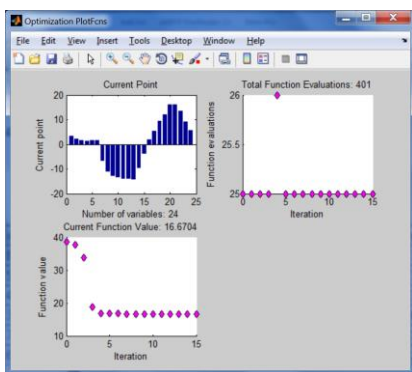 Optimization PlotFcns
File Edit View Insert Tools Desktop Window Help
Current Point
20
10
0
-10
-20
0 5 10 15 20 25
Current point
Number of variables: 24
Total Function Evaluations: 401
26
25.5
25
0 5 10 15
Function evaluations
Iteration
Current Function Value: 16.6704
40
30
20
10
0 5 10 15
Function value
Iteration